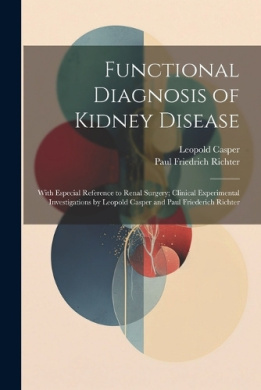 FUNCTIONAL
DIAGNOSIS OF
KIDNEY DISEASE
Leopold Casper
Paul Friedrich Richter
With Especial Reference to Renal Surgery; Clinical Experimental
Investigations by Leopold Casper and Paul Friederich Richter